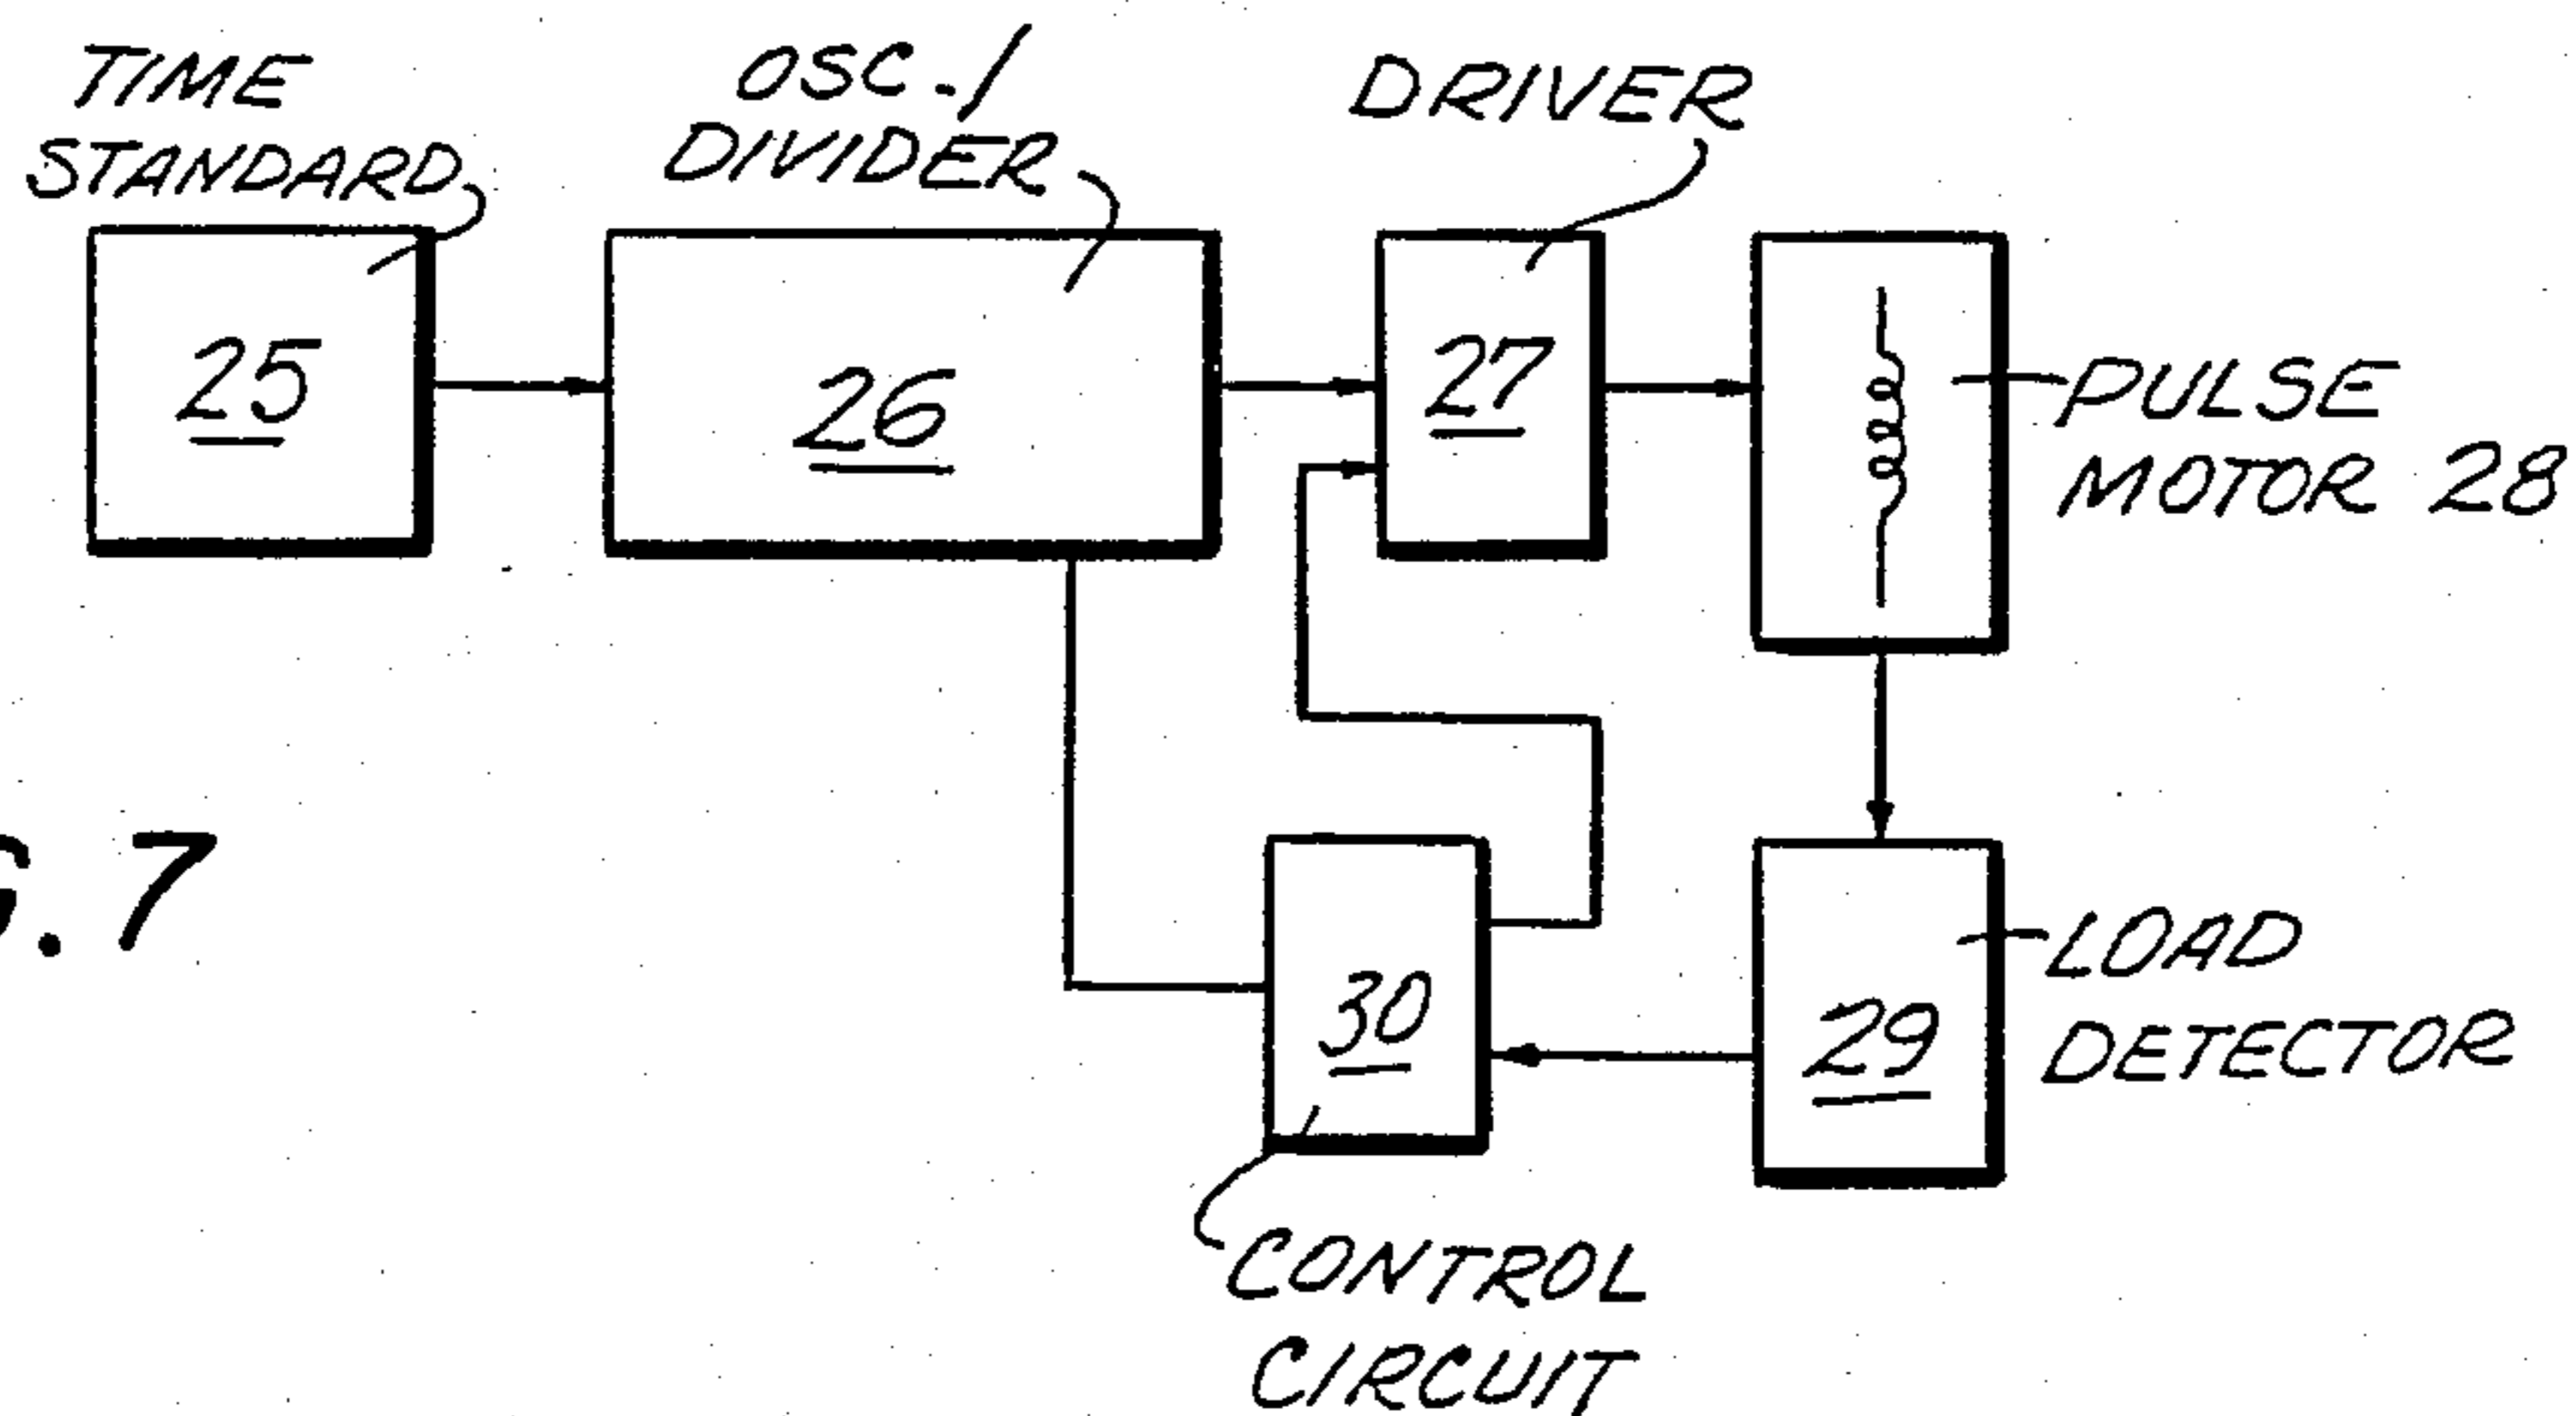 TIME
STANDARD
OSC./
DIVIDER
DRIVER
25
26
27
PULSE
MOTOR 28
G.7
30
29
LOAD
DETECTOR
CONTROL
CIRCUIT